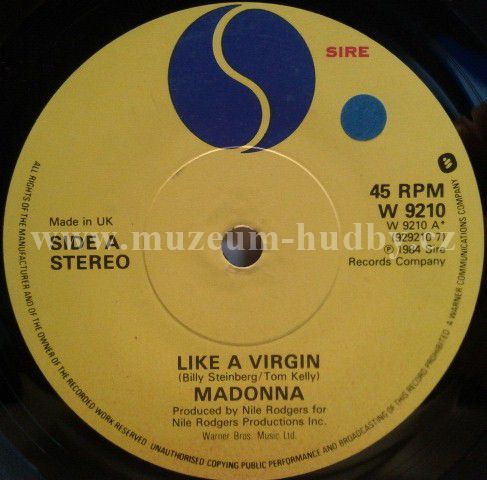 SIRE
45 RPM
W 9210
W 9210 A*
(929210 7)
℗ 1984 Sire
Records Company
Made in UK
SIDE A
STEREO
www.muzeum-hudby.cz
LIKE A VIRGIN
(Billy Steinberg/Tom Kelly)
MADONNA
Produced by Nile Rodgers for
Nile Rodgers Productions Inc.
Warner Bros. Music Ltd.
ALL RIGHTS OF THE MANUFACTURER AND OF THE OWNER OF THE RECORDED WORK RESERVED. UNAUTHORISED COPYING PUBLIC PERFORMANCE AND BROADCASTING OF THIS RECORD PROHIBITED. A WARNER COMMUNICATIONS COMPANY